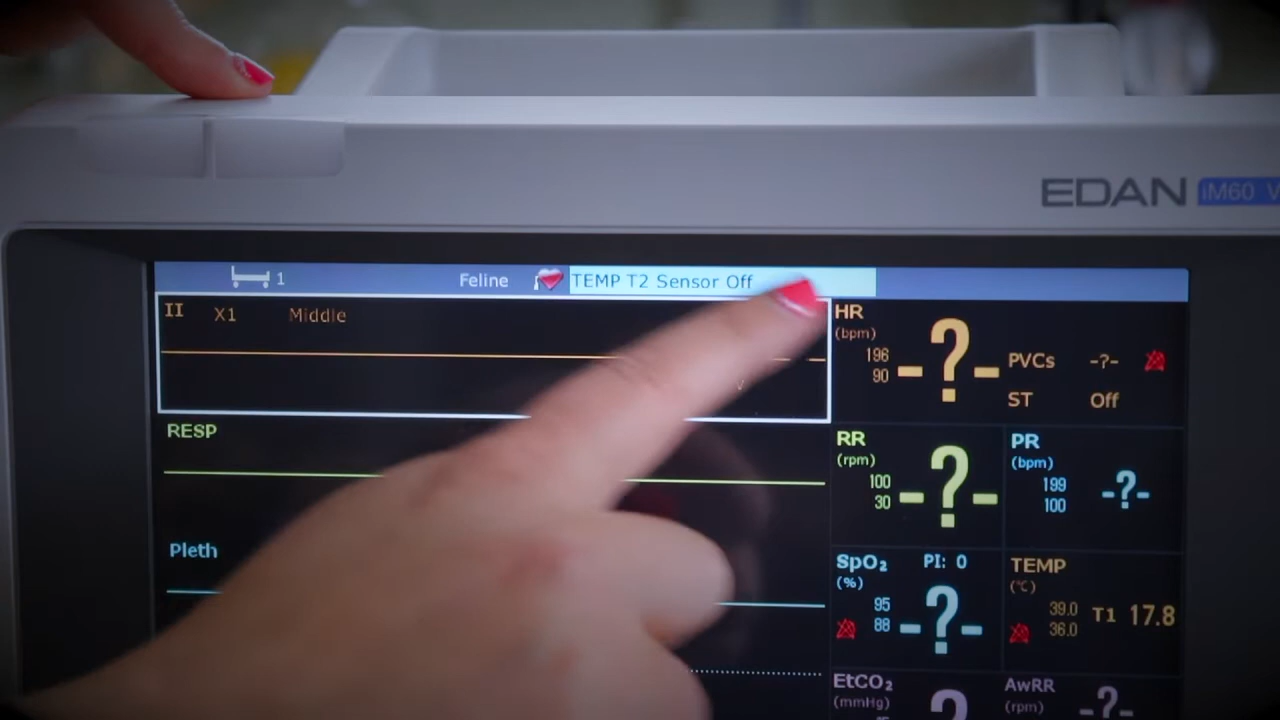 EDAN iM60 V
1 Feline TEMP T2 Sensor Off
II X1 Middle
HR
(bpm)
196
90
-?-
PVCs -?-
ST Off
RESP
RR
(rpm)
100
30
-?-
PR
(bpm)
199
100
-?-
Pleth
SpO₂ PI: 0
(%)
95
88
-?-
TEMP
(°C)
39.0
36.0
T1 17.8
EtCO₂
(mmHg)
?
AwRR
(rpm)
-?-